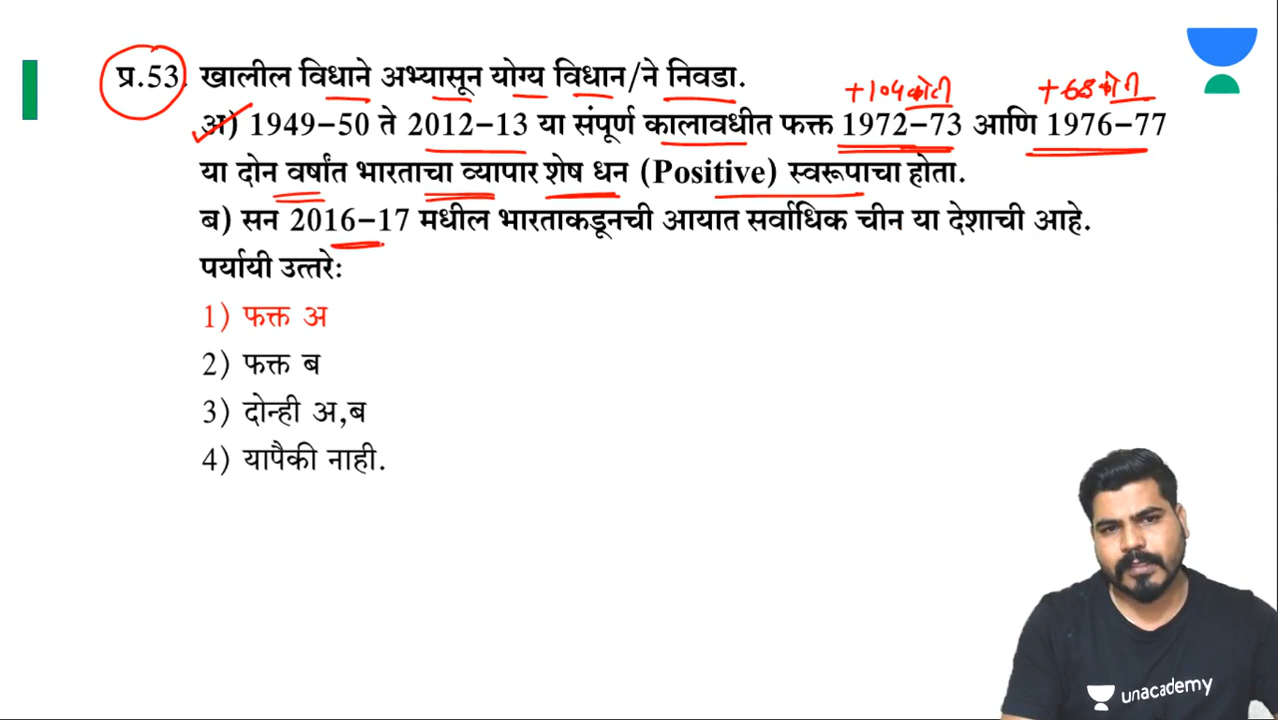 प्र.53. खालील विधाने अभ्यासून योग्य विधान/ने निवडा.
+104 कोटी +68 कोटी
अ) 1949-50 ते 2012-13 या संपूर्ण कालावधीत फक्त 1972-73 आणि 1976-77
या दोन वर्षांत भारताचा व्यापार शेष धन (Positive) स्वरूपाचा होता.
ब) सन 2016-17 मधील भारताकडूनची आयात सर्वाधिक चीन या देशाची आहे.
पर्यायी उत्तरे:
1) फक्त अ
2) फक्त ब
3) दोन्ही अ,ब
4) यापैकी नाही.
unacademy